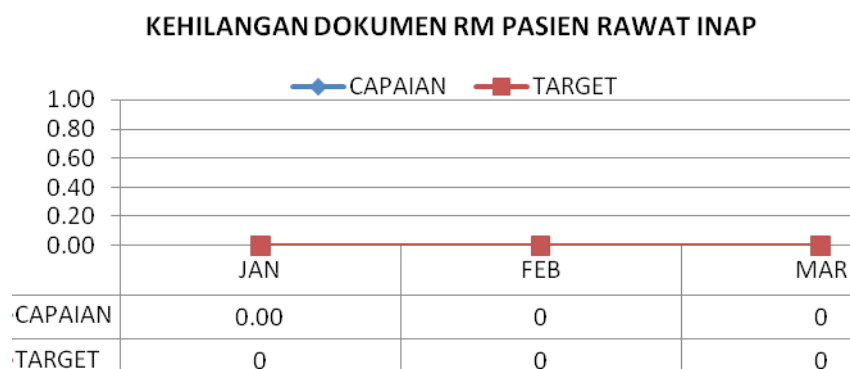 KEHILANGAN DOKUMEN RM PASIEN RAWAT INAP
CAPAIAN TARGET
1.00
0.80
0.60
0.40
0.20
0.00
JAN FEB MAR
CAPAIAN 0.00 0 0
TARGET 0 0 0